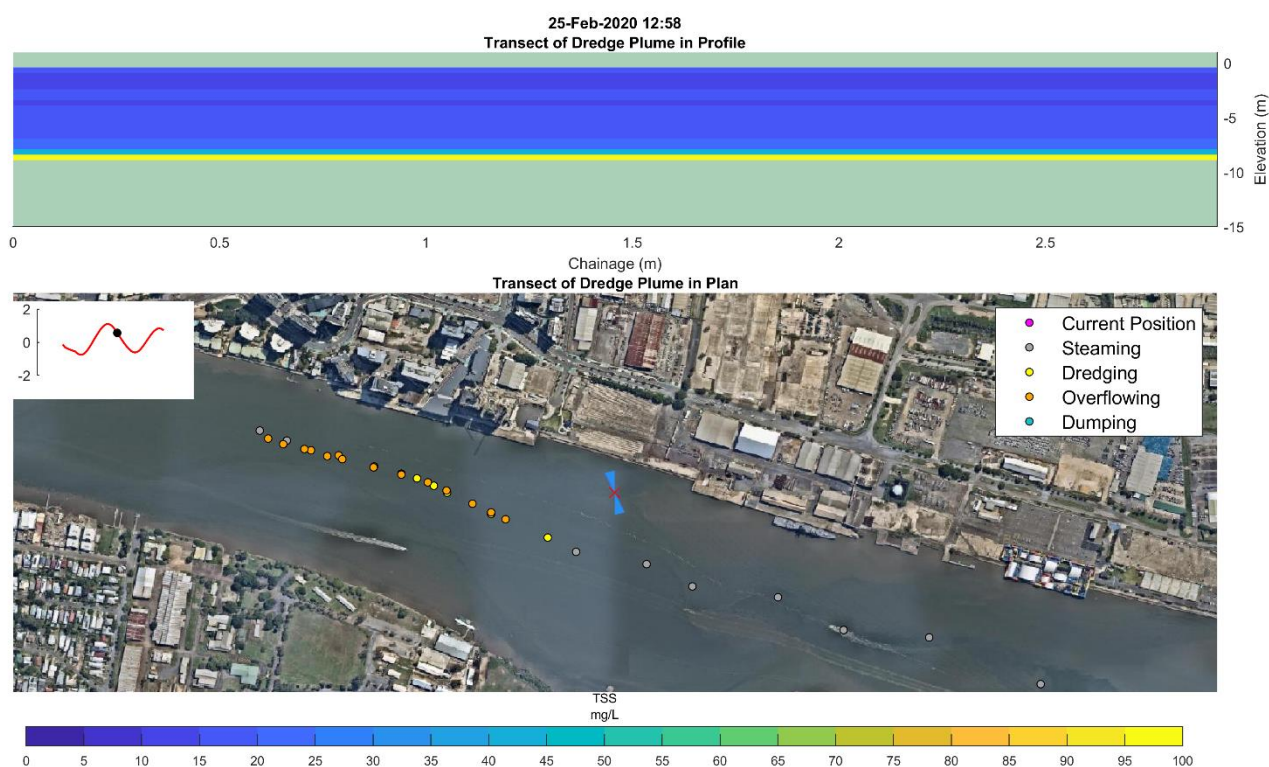 25-Feb-2020 12:58
Transect of Dredge Plume in Profile
0
-5
-10
-15
Elevation (m)
0 0.5 1 1.5 2 2.5
Chainage (m)
Transect of Dredge Plume in Plan
2
0
-2
Current Position
Steaming
Dredging
Overflowing
Dumping
TSS
mg/L
0 5 10 15 20 25 30 35 40 45 50 55 60 65 70 75 80 85 90 95 100